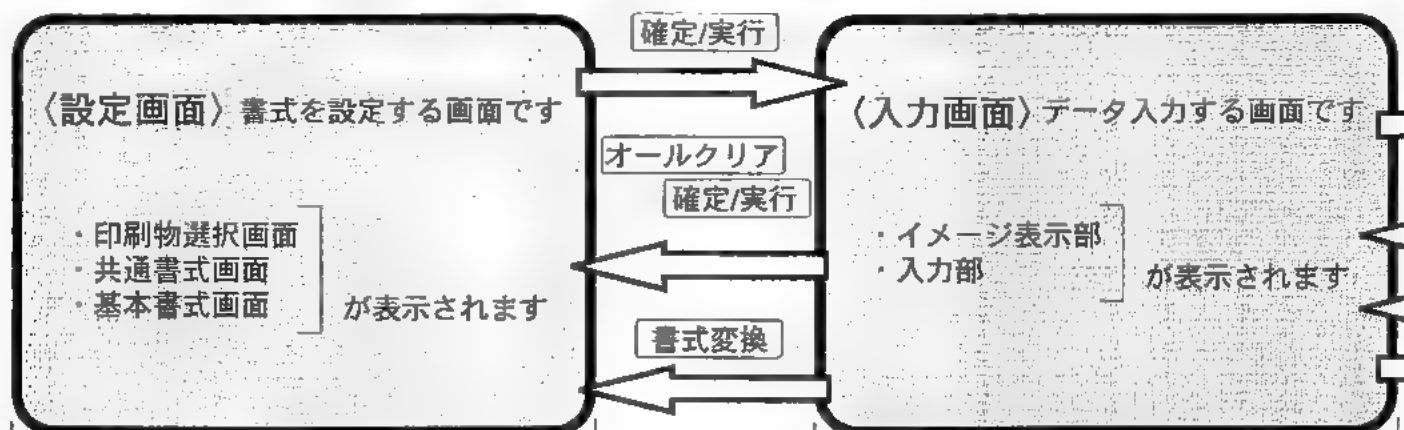 〈設定画面〉書式を設定する画面です
・印刷物選択画面
・共通書式画面
・基本書式画面
が表示されます
確定/実行
オールクリア
確定/実行
書式変換
〈入力画面〉データ入力する画面です
・イメージ表示部
・入力部
が表示されます